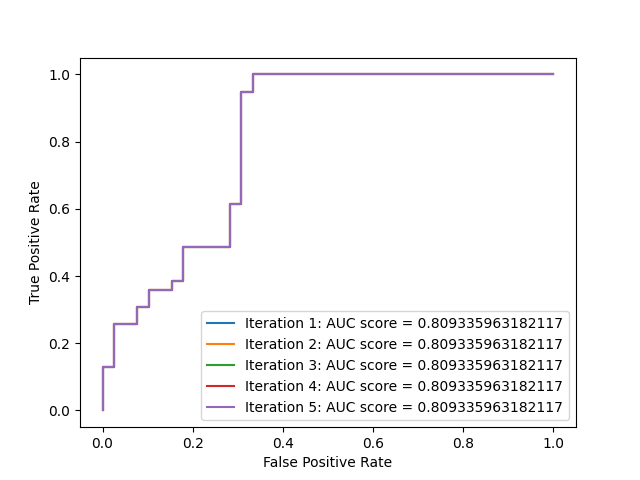 1.0
0.8
0.6
0.4
0.2
0.0
True Positive Rate
Iteration 1: AUC score = 0.809335963182117
Iteration 2: AUC score = 0.809335963182117
Iteration 3: AUC score = 0.809335963182117
Iteration 4: AUC score = 0.809335963182117
Iteration 5: AUC score = 0.809335963182117
0.0 0.2 0.4 0.6 0.8 1.0
False Positive Rate